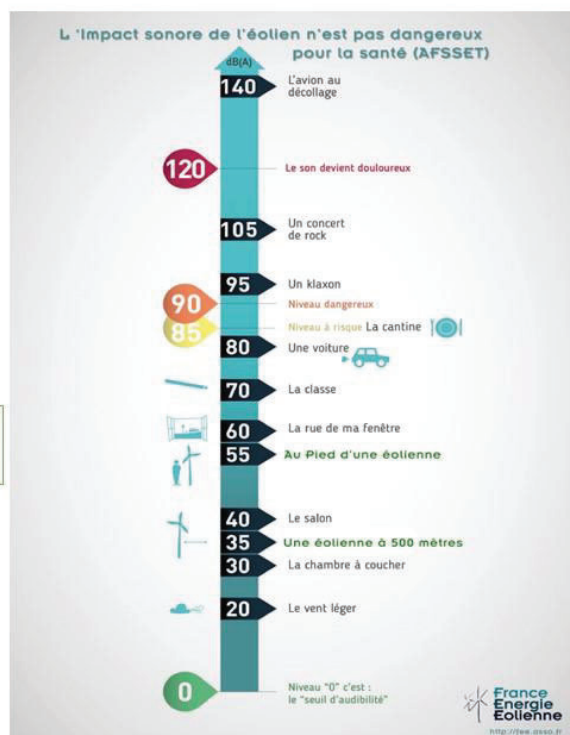 L'Impact sonore de l'éolien n'est pas dangereux
pour la santé (AFSSET)
dB(A)
140 L'avion au
décollage
120 Le son devient douloureux
105 Un concert
de rock
95 Un klaxon
90 Niveau dangereux
85 Niveau à risque La cantine
80 Une voiture
70 La classe
60 La rue de ma fenêtre
55 Au Pied d'une éolienne
40 Le salon
35 Une éolienne à 500 mètres
30 La chambre à coucher
20 Le vent léger
0 Niveau "0" c'est :
le "seuil d'audibilité"
France
Energie
Eolienne
http://fee.asso.fr